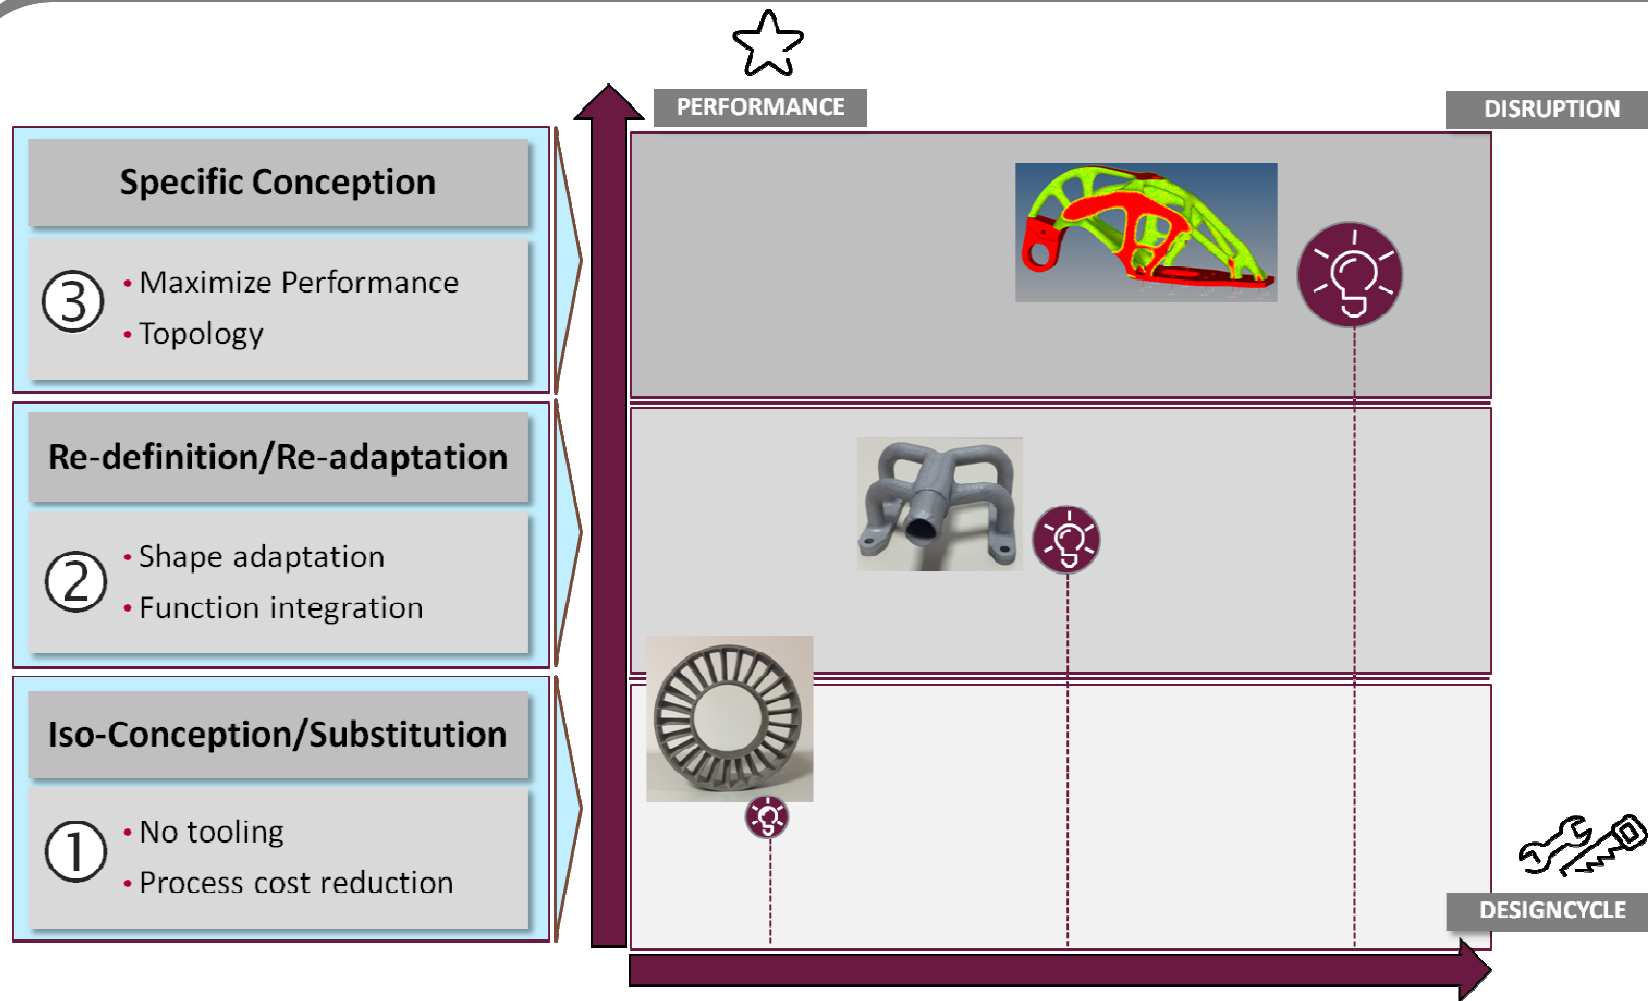 PERFORMANCE
DISRUPTION
Specific Conception
3
• Maximize Performance
• Topology
Re-definition/Re-adaptation
2
• Shape adaptation
• Function integration
Iso-Conception/Substitution
1
• No tooling
• Process cost reduction
DESIGNCYCLE